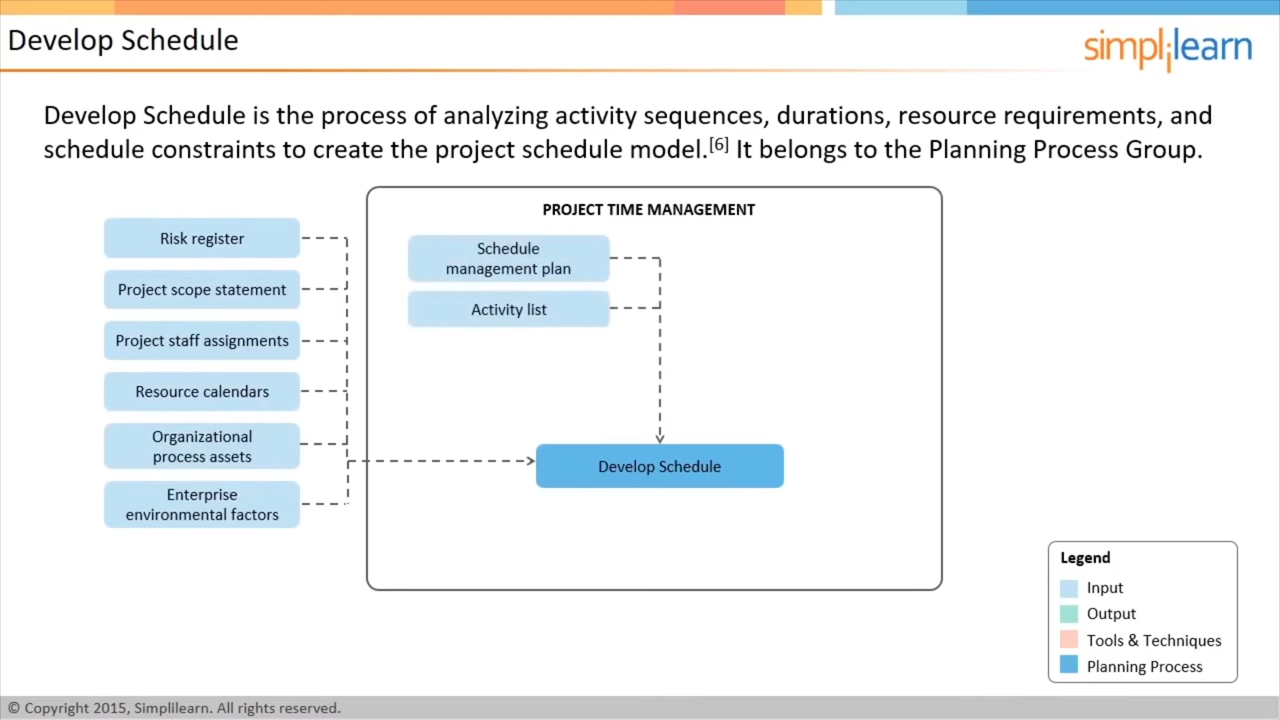 Develop Schedule
simplilearn
Develop Schedule is the process of analyzing activity sequences, durations, resource requirements, and
schedule constraints to create the project schedule model.[6] It belongs to the Planning Process Group.
PROJECT TIME MANAGEMENT
Risk register
Project scope statement
Project staff assignments
Resource calendars
Organizational
process assets
Enterprise
environmental factors
Schedule
management plan
Activity list
Develop Schedule
Legend
Input
Output
Tools & Techniques
Planning Process
© Copyright 2015, Simplilearn. All rights reserved.